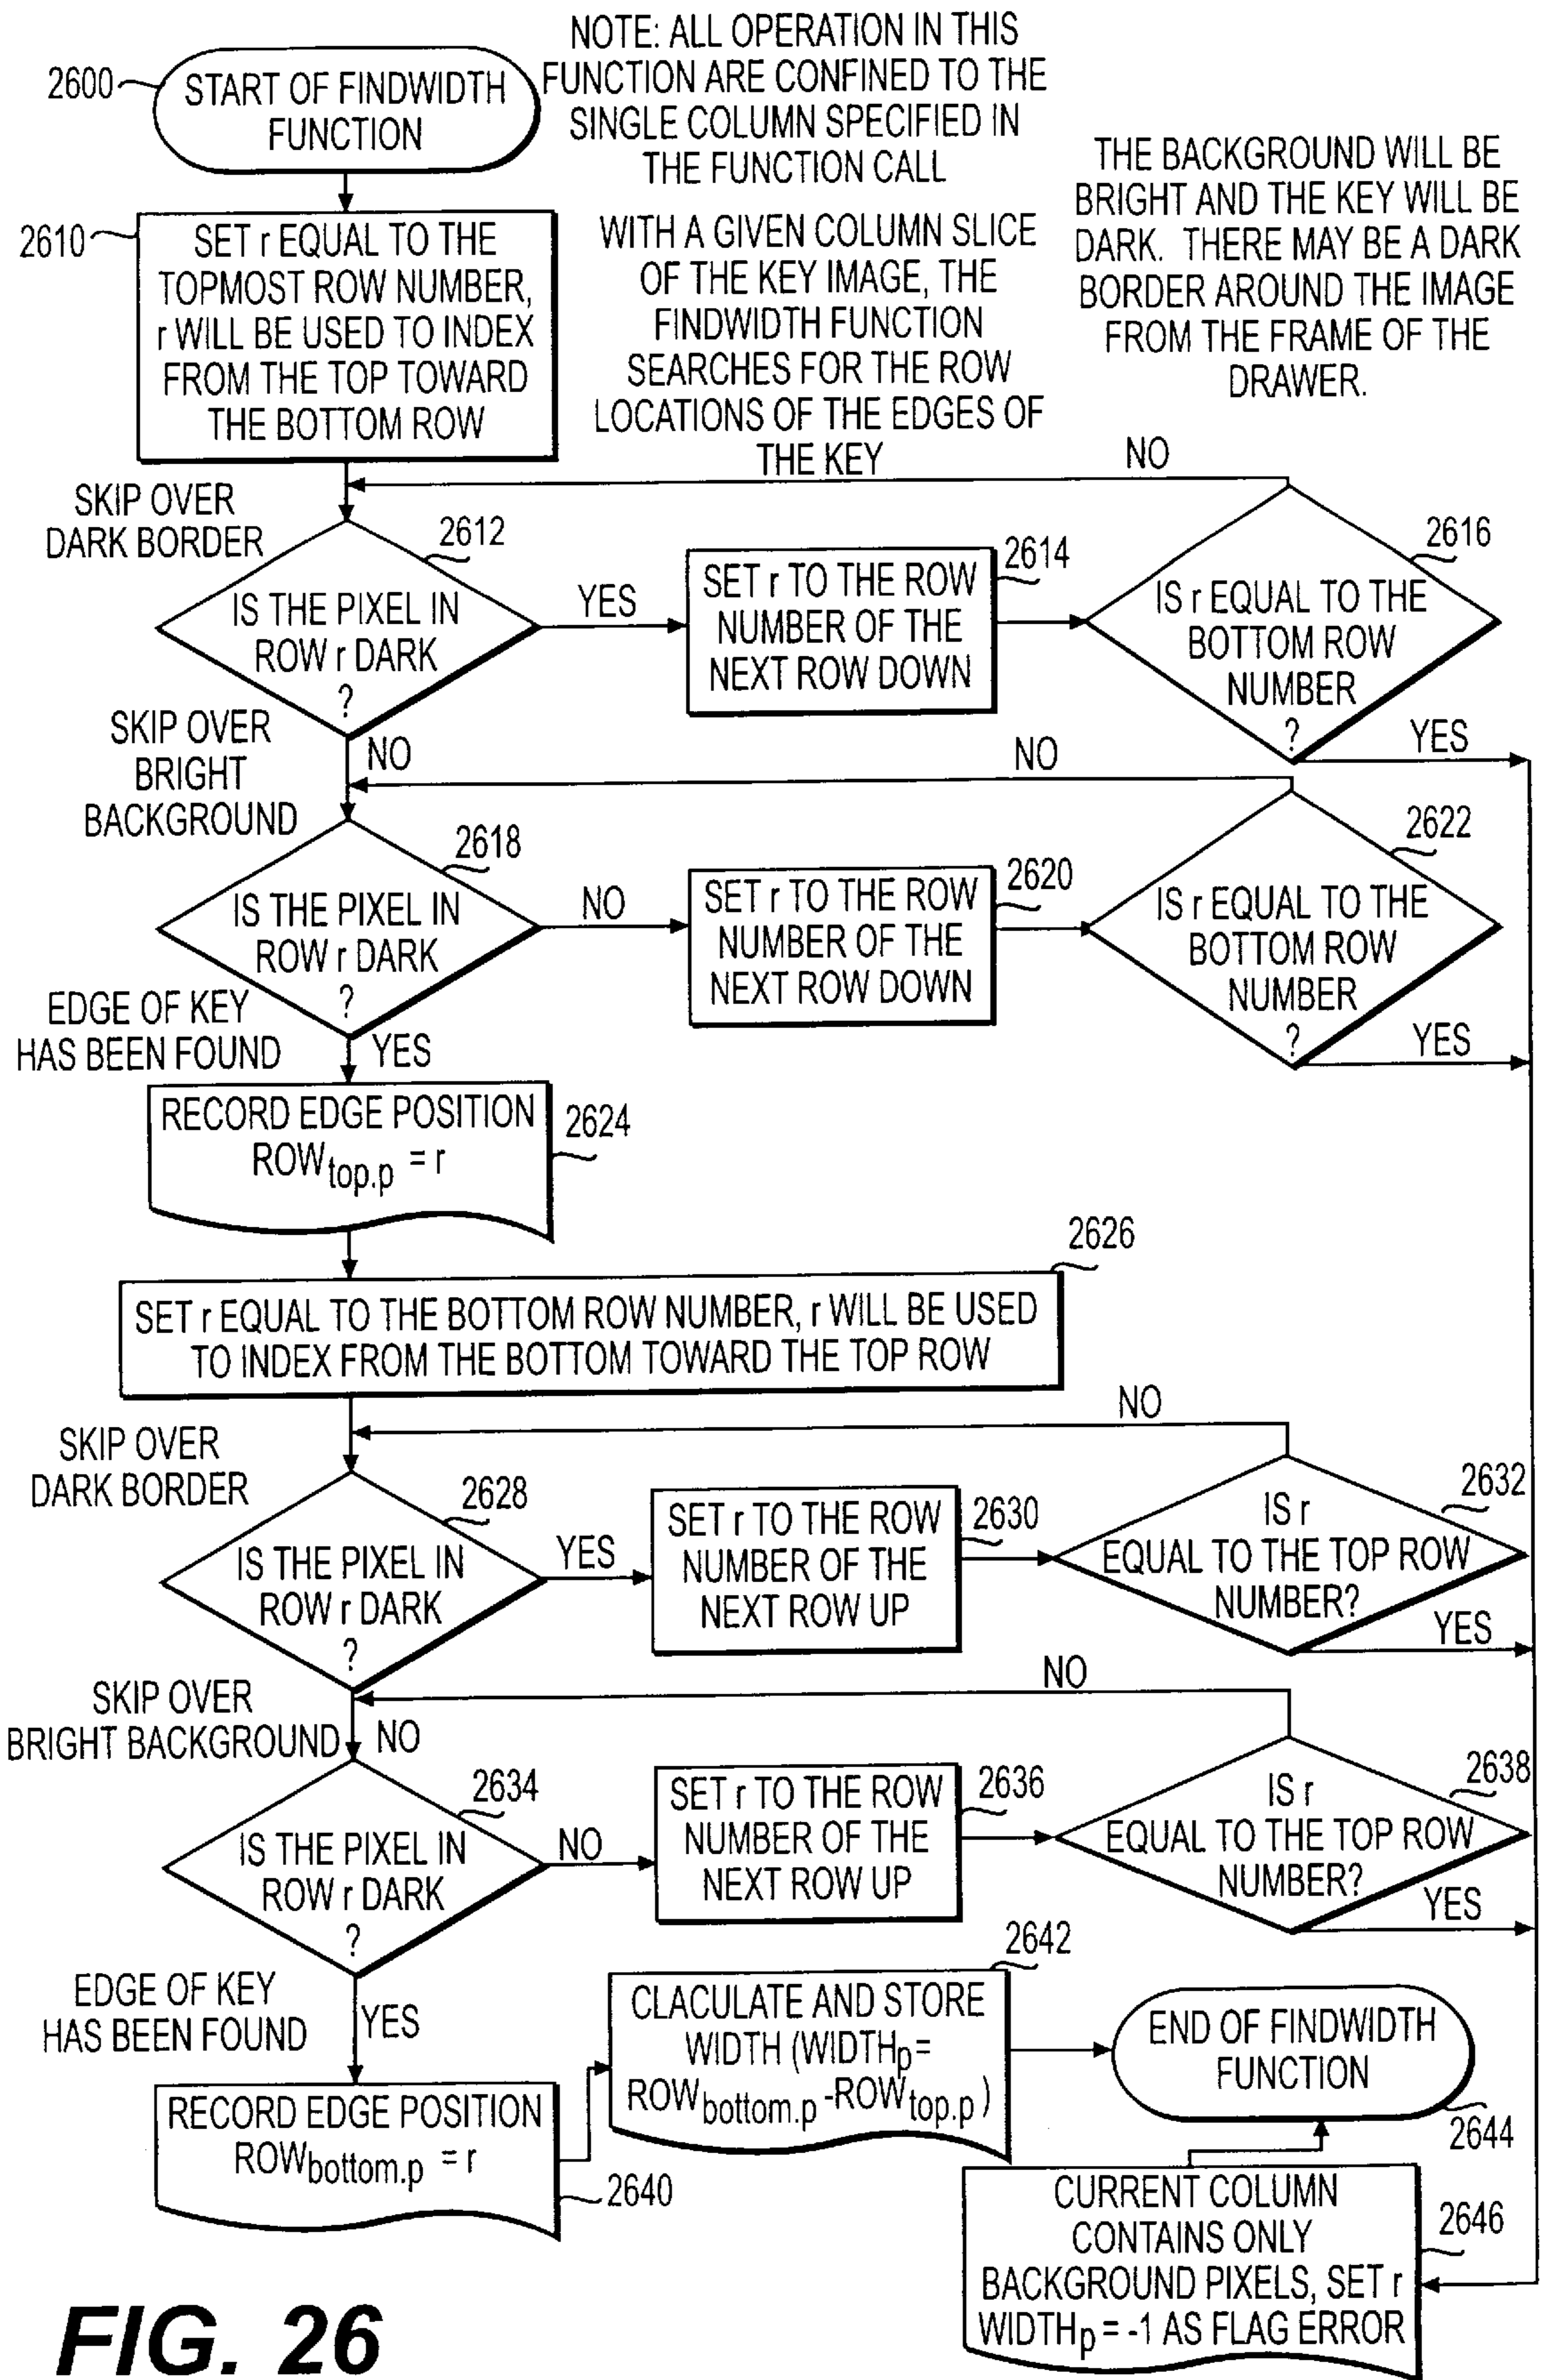 2600
START OF FINDWIDTH
FUNCTION
NOTE: ALL OPERATION IN THIS
FUNCTION ARE CONFINED TO THE
SINGLE COLUMN SPECIFIED IN
THE FUNCTION CALL
THE BACKGROUND WILL BE
BRIGHT AND THE KEY WILL BE
DARK. THERE MAY BE A DARK
BORDER AROUND THE IMAGE
FROM THE FRAME OF THE
DRAWER.
2610
SET r EQUAL TO THE
TOPMOST ROW NUMBER,
r WILL BE USED TO INDEX
FROM THE TOP TOWARD
THE BOTTOM ROW
WITH A GIVEN COLUMN SLICE
OF THE KEY IMAGE, THE
FINDWIDTH FUNCTION
SEARCHES FOR THE ROW
LOCATIONS OF THE EDGES OF
THE KEY
NO
SKIP OVER
DARK BORDER
2612
IS THE PIXEL IN
ROW r DARK
?
YES
2614
SET r TO THE ROW
NUMBER OF THE
NEXT ROW DOWN
2616
IS r EQUAL TO THE
BOTTOM ROW
NUMBER
?
YES
SKIP OVER
BRIGHT
BACKGROUND
NO
NO
2618
IS THE PIXEL IN
ROW r DARK
?
NO
2620
SET r TO THE ROW
NUMBER OF THE
NEXT ROW DOWN
2622
IS r EQUAL TO THE
BOTTOM ROW
NUMBER
?
YES
EDGE OF KEY
HAS BEEN FOUND
YES
RECORD EDGE POSITION
ROWtop.p = r
2624
2626
SET r EQUAL TO THE BOTTOM ROW NUMBER, r WILL BE USED
TO INDEX FROM THE BOTTOM TOWARD THE TOP ROW
NO
SKIP OVER
DARK BORDER
2628
IS THE PIXEL IN
ROW r DARK
?
YES
2630
SET r TO THE ROW
NUMBER OF THE
NEXT ROW UP
2632
IS r
EQUAL TO THE TOP ROW
NUMBER?
YES
SKIP OVER
BRIGHT BACKGROUND
NO
NO
2634
IS THE PIXEL IN
ROW r DARK
?
NO
2636
SET r TO THE ROW
NUMBER OF THE
NEXT ROW UP
2638
IS r
EQUAL TO THE TOP ROW
NUMBER?
YES
EDGE OF KEY
HAS BEEN FOUND
YES
RECORD EDGE POSITION
ROWbottom.p = r
2640
2642
CLACULATE AND STORE
WIDTH (WIDTHp=
ROWbottom.p -ROWtop.p)
END OF FINDWIDTH
FUNCTION
2644
CURRENT COLUMN
CONTAINS ONLY
BACKGROUND PIXELS, SET r
WIDTHp = -1 AS FLAG ERROR
2646
FIG. 26